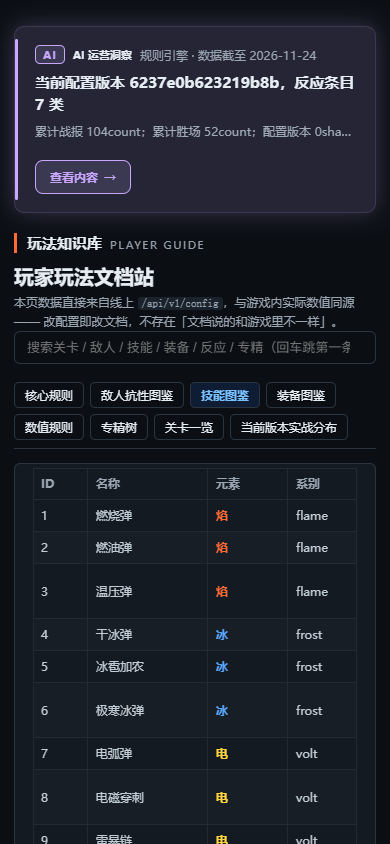 AI AI 运营洞察 规则引擎 · 数据截至 2026-11-24
当前配置版本 6237e0b623219b8b，反应条目
7 类
累计战报 104count；累计胜场 52count；配置版本 0sha...
查看内容 →
玩法知识库 PLAYER GUIDE
玩家玩法文档站
本页数据直接来自线上 /api/v1/config，与游戏内实际数值同源
—— 改配置即改文档，不存在「文档说的和游戏里不一样」。
搜索关卡 / 敌人 / 技能 / 装备 / 反应 / 专精（回车跳第一条
核心规则 敌人抗性图鉴 技能图鉴 装备图鉴
数值规则 专精树 关卡一览 当前版本实战分布
ID 名称 元素 系别
1 燃烧弹 焰 flame
2 燃油弹 焰 flame
3 温压弹 焰 flame
4 干冰弹 冰 frost
5 冰雹加农 冰 frost
6 极寒冰弹 冰 frost
7 电弧弹 电 volt
8 电磁穿刺 电 volt
9 雷暴链 电 volt